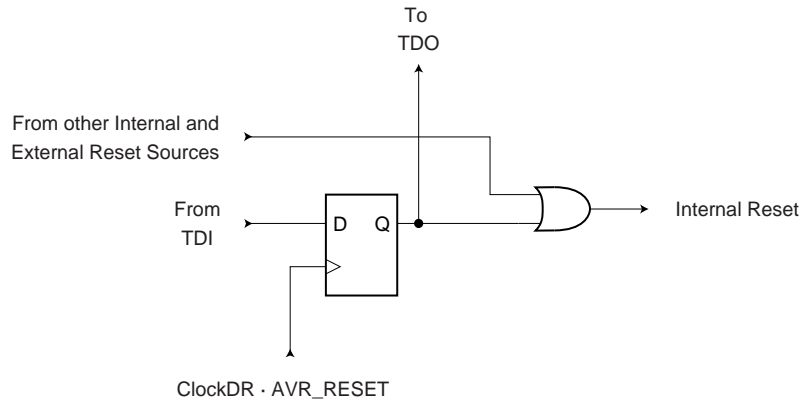 To
TDO
From other Internal and
External Reset Sources
From
TDI
D
Q
Internal Reset
ClockDR · AVR_RESET